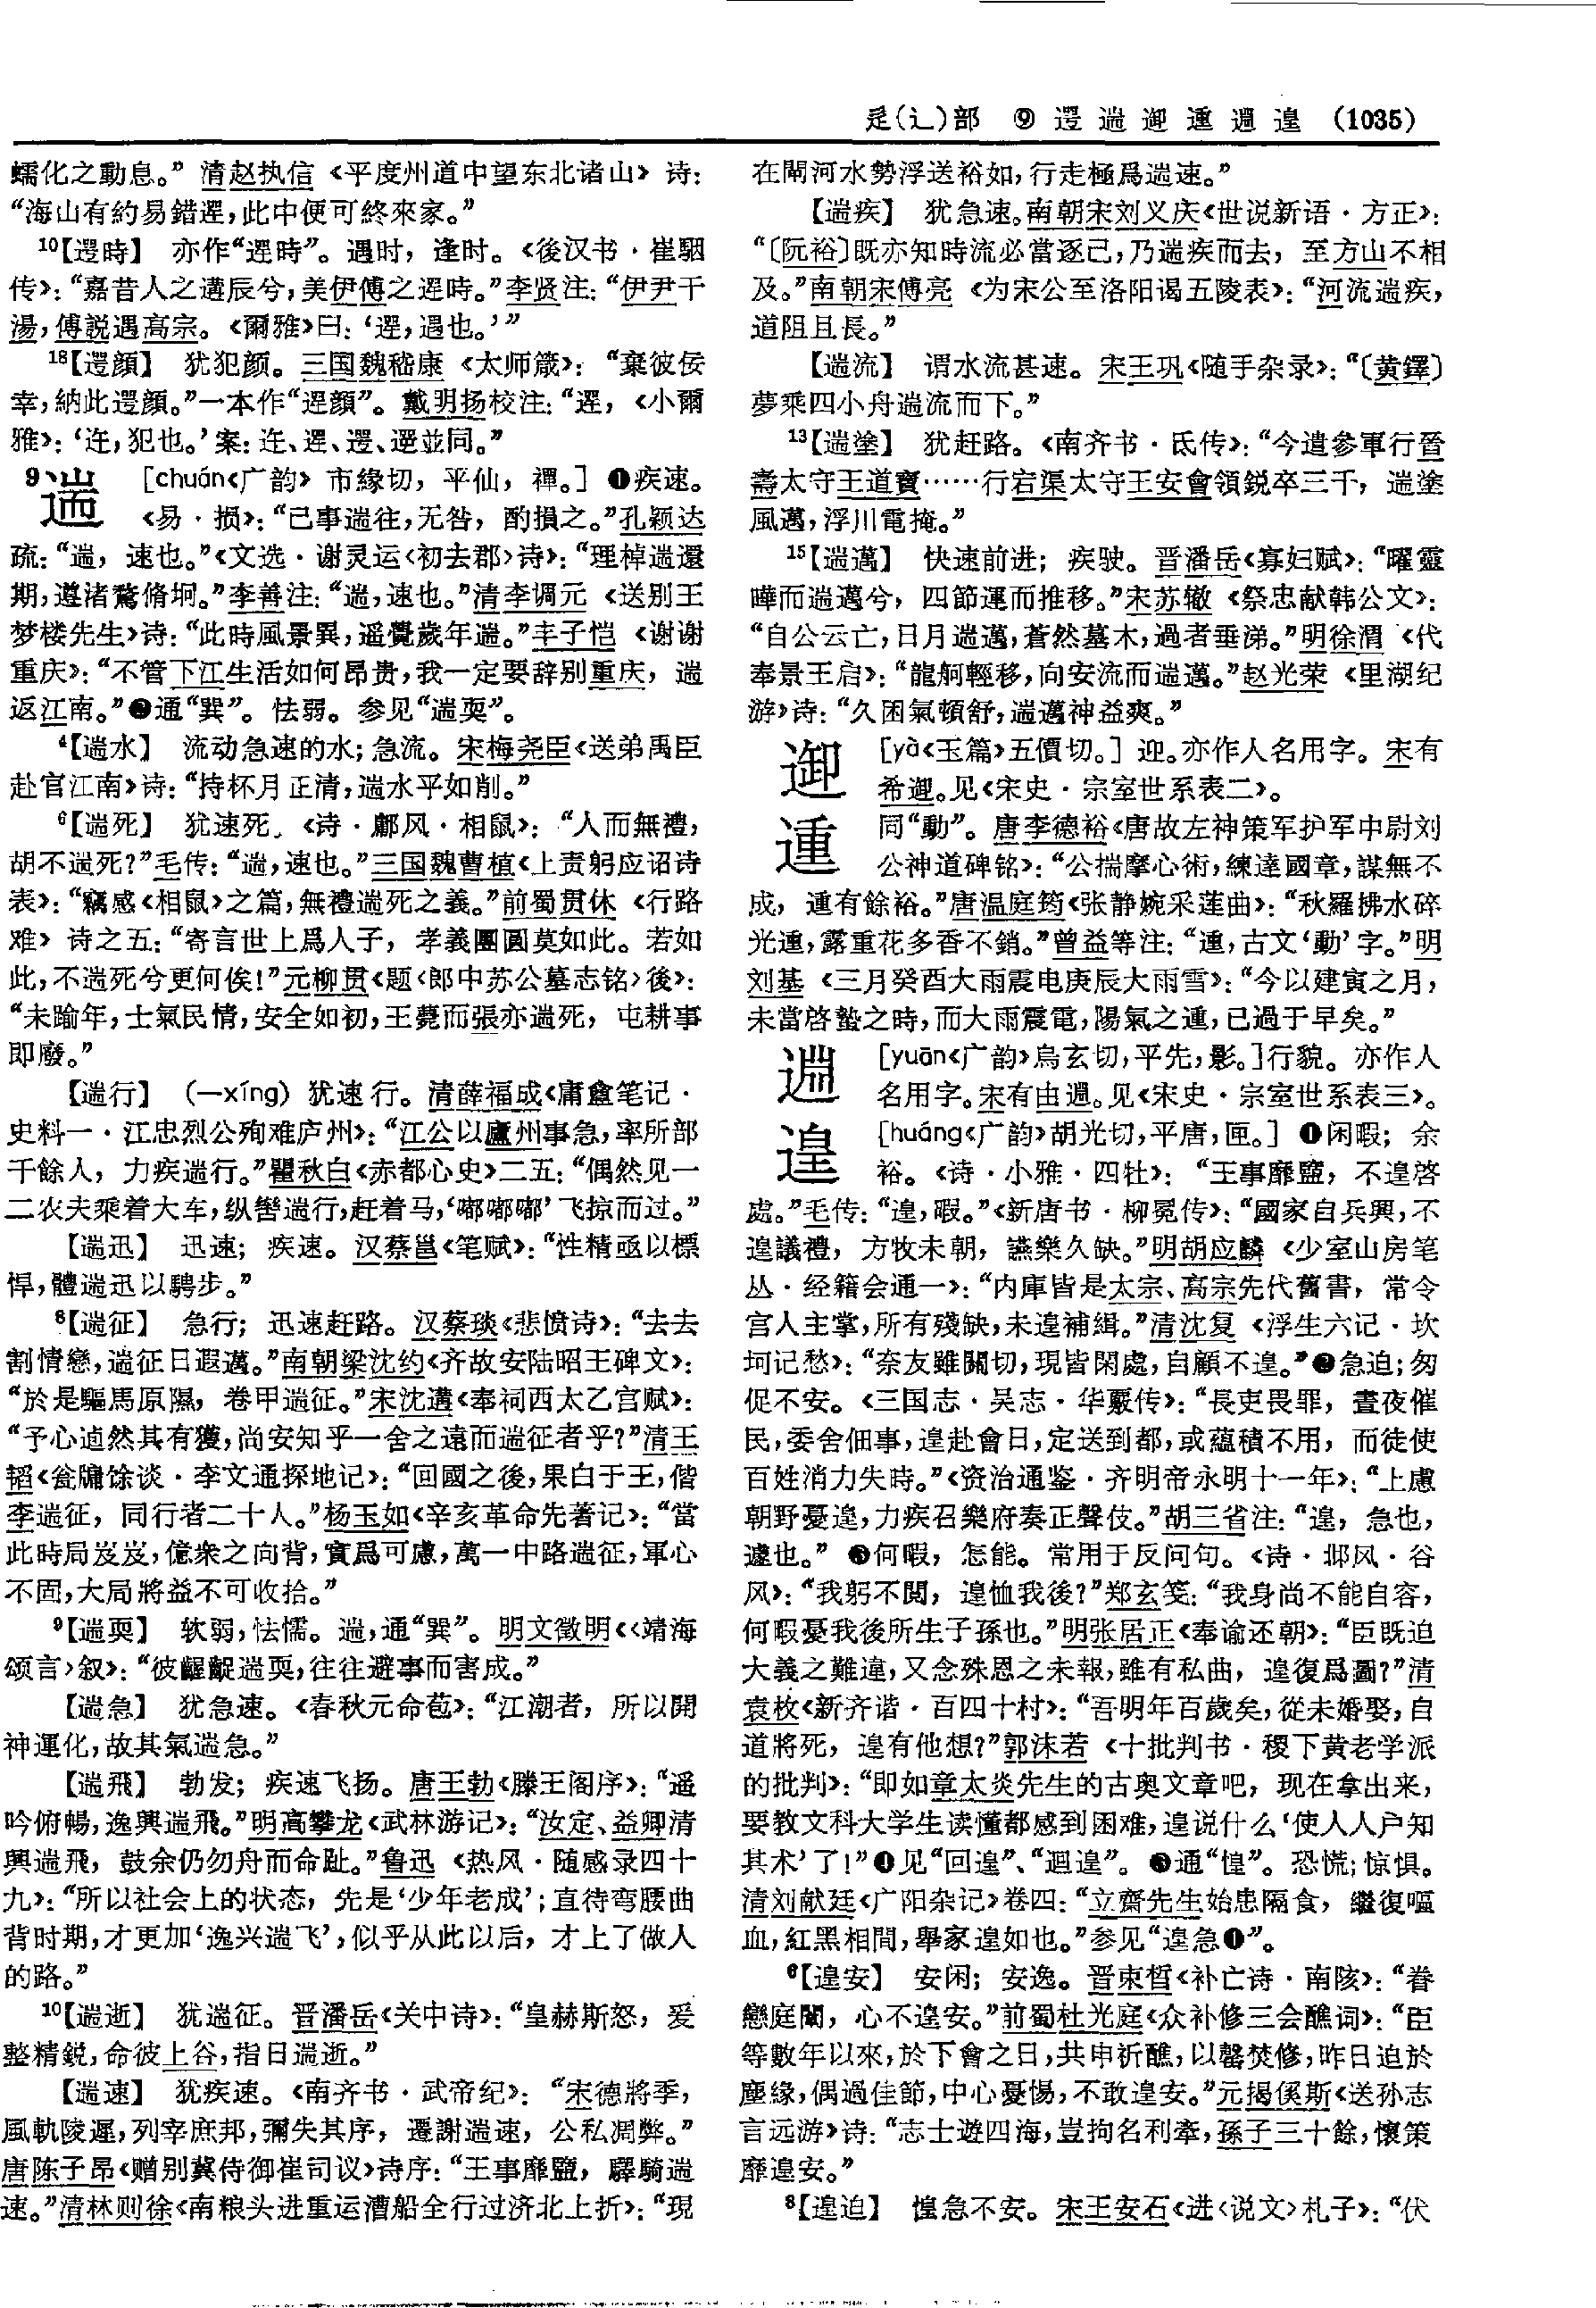 辵(辶)部 ⑨ 遌 遄 遈 運 遄 遑 (1035)
蠕化之動息。”清赵执信《平度州道中望东北诸山》诗：
“海山有約易錯遻，此中便可終來家。”
10【遌時】 亦作“遻時”。遇时，逢时。《後汉书·崔駰
传》：“嘉昔人之遘辰兮，美伊傅之遻時。”李贤注：“伊尹干
湯，傅説遇高宗。《爾雅》曰：‘遻，遇也。’”
18【遌顔】 犹犯颜。三国魏嵇康《太师箴》：“棄彼佞
幸，納此遌顔。”一本作“遻顔”。戴明扬校注：“遻，《小爾
雅》：‘迕，犯也。’案：迕、遻、遌、逜並同。”
9遄 [chuán《广韵》市緣切，平仙，禪。] ❶疾速。
《易·损》：“已事遄往，无咎，酌損之。”孔颖达
疏：“遄，速也。”《文选·谢灵运〈初去郡〉诗》：“理棹遄還
期，遵渚騖脩坰。”李善注：“遄，速也。”清李调元《送别王
梦楼先生》诗：“此時風景異，遥覺歲年遄。”丰子恺《谢谢
重庆》：“不管下江生活如何昂贵，我一定要辞别重庆，遄
返江南。”❷通“巽”。怯弱。参见“遄耎”。
4【遄水】 流动急速的水；急流。宋梅尧臣《送弟禹臣
赴官江南》诗：“持杯月正清，遄水平如削。”
6【遄死】 犹速死。《诗·鄘风·相鼠》：“人而無禮，
胡不遄死？”毛传：“遄，速也。”三国魏曹植《上责躬应诏诗
表》：“竊感《相鼠》之篇，無禮遄死之義。”前蜀贯休《行路
难》诗之五：“寄言世上爲人子，孝義團圓莫如此。若如
此，不遄死兮更何俟！”元柳贯《题〈郎中苏公墓志铭〉後》：
“未踰年，士氣民情，安全如初，王薨而張亦遄死，屯耕事
即廢。”
【遄行】 （—xíng）犹速行。清薛福成《庸盦笔记·
史料一·江忠烈公殉难庐州》：“江公以廬州事急，率所部
千餘人，力疾遄行。”瞿秋白《赤都心史》二五：“偶然见一
二农夫乘着大车，纵辔遄行，赶着马，‘嘟嘟嘟’飞掠而过。”
【遄迅】 迅速；疾速。汉蔡邕《笔赋》：“性精亟以標
悍，體遄迅以騁步。”
8【遄征】 急行；迅速赶路。汉蔡琰《悲愤诗》：“去去
割情戀，遄征日遐邁。”南朝梁沈约《齐故安陆昭王碑文》：
“於是驅馬原隰，卷甲遄征。”宋沈遘《奉祠西太乙宫赋》：
“予心逌然其有獲，尚安知乎一舍之遠而遄征者乎？”清王
韬《瓮牖馀谈·李文通探地记》：“回國之後，果白于王，偕
李遄征，同行者二十人。”杨玉如《辛亥革命先著记》：“當
此時局岌岌，億衆之向背，實爲可慮，萬一中路遄征，軍心
不固，大局將益不可收拾。”
9【遄耎】 软弱，怯懦。遄，通“巽”。明文徵明《〈靖海
颂言〉叙》：“彼齷齪遄耎，往往避事而害成。”
【遄急】 犹急速。《春秋元命苞》：“江潮者，所以開
神運化，故其氣遄急。”
【遄飛】 勃发；疾速飞扬。唐王勃《滕王阁序》：“遥
吟俯暢，逸興遄飛。”明高攀龙《武林游记》：“汝定、益卿清
興遄飛，鼓余仍勿舟而命趾。”鲁迅《热风·随感录四十
九》：“所以社会上的状态，先是‘少年老成’；直待弯腰曲
背时期，才更加‘逸兴遄飞’，似乎从此以后，才上了做人
的路。”
10【遄逝】 犹遄征。晋潘岳《关中诗》：“皇赫斯怒，爰
整精鋭，命彼上谷，指日遄逝。”
【遄速】 犹疾速。《南齐书·武帝纪》：“宋德將季，
風軌陵遲，列宰庶邦，彌失其序，遷謝遄速，公私凋弊。”
唐陈子昂《赠别冀侍御崔司议》诗序：“王事靡盬，驛騎遄
速。”清林则徐《南粮头进重运漕船全行过济北上折》：“現
在閘河水勢浮送裕如，行走極爲遄速。”
【遄疾】 犹急速。南朝宋刘义庆《世说新语·方正》：
“〔阮裕〕既亦知時流必當逐己，乃遄疾而去，至方山不相
及。”南朝宋傅亮《为宋公至洛阳谒五陵表》：“河流遄疾，
道阻且長。”
【遄流】 谓水流甚速。宋王巩《随手杂录》：“〔黄鐸〕
夢乘四小舟遄流而下。”
13【遄塗】 犹赶路。《南齐书·氐传》：“今遣参軍行晉
壽太守王道寶……行宕渠太守王安會領鋭卒三千，遄塗
風邁，浮川電掩。”
15【遄邁】 快速前进；疾驶。晋潘岳《寡妇赋》：“曜靈
曄而遄邁兮，四節運而推移。”宋苏辙《祭忠献韩公文》：
“自公云亡，日月遄邁，蒼然墓木，過者垂涕。”明徐渭《代
奉景王启》：“龍舸輕移，向安流而遄邁。”赵光荣《里湖纪
游》诗：“久困氣頓舒，遄邁神益爽。”
[yà《玉篇》五價切。] 迎。亦作人名用字。宋有
希。见《宋史·宗室世系表二》。
𨔝 同“動”。唐李德裕《唐故左神策军护军中尉刘
公神道碑铭》：“公揣摩心術，練達國章，謀無不
成，𨔝有餘裕。”唐温庭筠《张静婉采莲曲》：“秋羅拂水碎
光𨔝，露重花多香不銷。”曾益等注：“𨔝，古文‘動’字。”明
刘基《三月癸酉大雨震电庚辰大雨雪》：“今以建寅之月，
未當啓蟄之時，而大雨震電，陽氣之𨔝，已過于早矣。”
[yuān《广韵》烏玄切，平先，影。]行貌。亦作人
名用字。宋有由。见《宋史·宗室世系表三》。
遑 [huáng《广韵》胡光切，平唐，匣。] ❶闲暇；余
裕。《诗·小雅·四牡》：“王事靡盬，不遑啓
處。”毛传：“遑，暇。”《新唐书·柳冕传》：“國家自兵興，不
遑議禮，方牧未朝，讌樂久缺。”明胡应麟《少室山房笔
丛·经籍会通一》：“内庫皆是太宗、高宗先代舊書，常令
宫人主掌，所有殘缺，未遑補緝。”清沈复《浮生六记·坎
坷记愁》：“奈友雖關切，現皆閑處，自顧不遑。”❷急迫；匆
促不安。《三国志·吴志·华覈传》：“長吏畏罪，晝夜催
民，委舍佃事，遑赴會日，定送到都，或藴積不用，而徒使
百姓消力失時。”《资治通鉴·齐明帝永明十一年》：“上慮
朝野憂遑，力疾召樂府奏正聲伎。”胡三省注：“遑，急也，
遽也。” ❸何暇，怎能。常用于反问句。《诗·邶风·谷
风》：“我躬不閲，遑恤我後？”郑玄笺：“我身尚不能自容，
何暇憂我後所生子孫也。”明张居正《奉谕还朝》：“臣既迫
大義之難違，又念殊恩之未報，雖有私曲，遑復爲圖？”清
袁枚《新齐谐·百四十村》：“吾明年百歲矣，從未婚娶，自
道將死，遑有他想？”郭沫若《十批判书·稷下黄老学派
的批判》：“即如章太炎先生的古奥文章吧，现在拿出来，
要教文科大学生读懂都感到困难，遑说什么‘使人人户知
其术’了！”❹见“回遑”、“迴遑”。❺通“惶”。恐慌；惊惧。
清刘献廷《广阳杂记》卷四：“立齋先生始患隔食，繼復嘔
血，紅黑相間，舉家遑如也。”参见“遑急❶”。
6【遑安】 安闲；安逸。晋束晳《补亡诗·南陔》：“眷
戀庭闈，心不遑安。”前蜀杜光庭《众补修三会醮词》：“臣
等數年以來，於下會之日，共申祈醮，以罄焚修，昨日迫於
塵緣，偶過佳節，中心憂惕，不敢遑安。”元揭傒斯《送孙志
言远游》诗：“志士遊四海，豈拘名利牽，孫子三十餘，懷策
靡遑安。”
8【遑迫】 惶急不安。宋王安石《进〈说文〉札子》：“伏